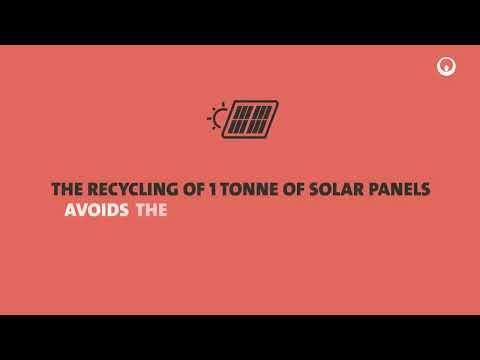 THE RECYCLING OF 1 TONNE OF SOLAR PANELS
AVOIDS THE